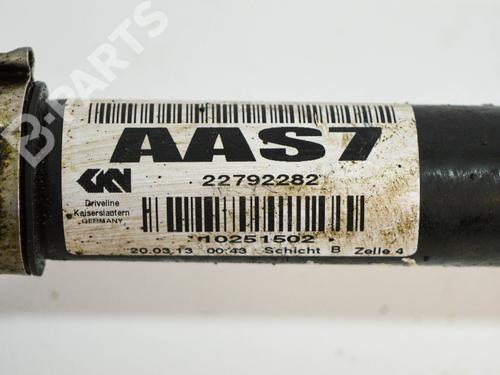 B-PARTS
AAS7
GKN
22792282
Driveline
Kaiserslautern
GERMANY
10251502
20.03.13 00:43 Schicht B Zelle 4